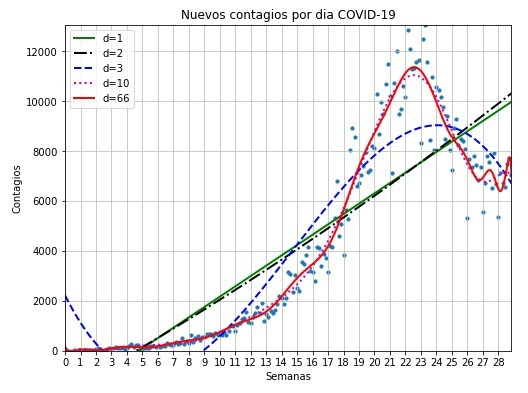 Nuevos contagios por dia COVID-19
d=1
d=2
d=3
d=10
d=66
Contagios
12000
10000
8000
6000
4000
2000
0
0 1 2 3 4 5 6 7 8 9 10 11 12 13 14 15 16 17 18 19 20 21 22 23 24 25 26 27 28
Semanas